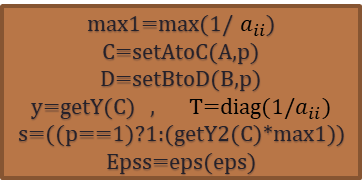 max1=max(1/ aᵢᵢ)
C=setAtoC(A,p)
D=setBtoD(B,p)
y=getY(C) , T=diag(1/aᵢᵢ)
s=((p==1)?1:(getY2(C)*max1))
Epss=eps(eps)